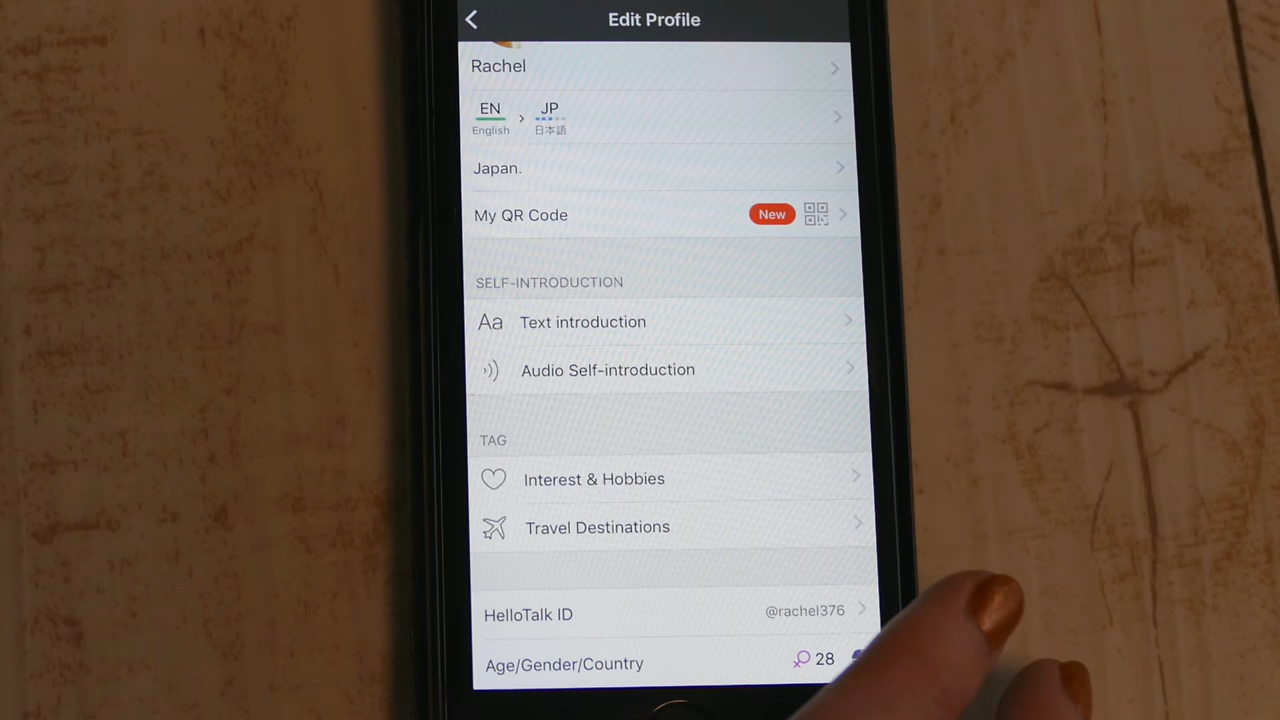 Edit Profile
Rachel
EN > JP
English 日本語
Japan.
My QR Code New
SELF-INTRODUCTION
Aa Text introduction
Audio Self-introduction
TAG
Interest & Hobbies
Travel Destinations
HelloTalk ID @rachel376
Age/Gender/Country 28